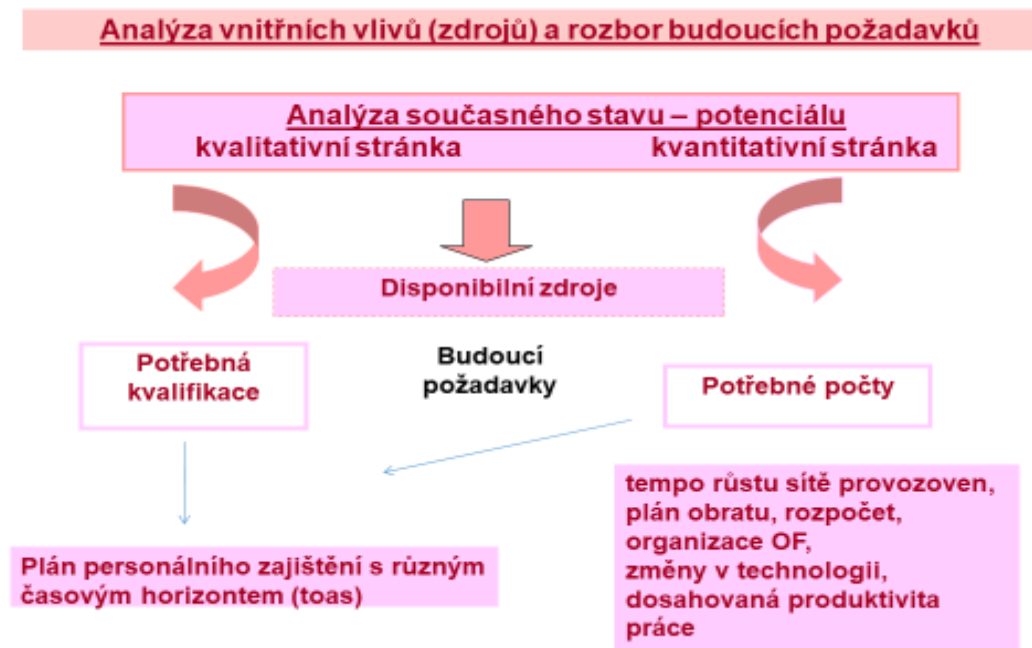 Analýza vnitřních vlivů (zdrojů) a rozbor budoucích požadavků
Analýza současného stavu – potenciálu
kvalitativní stránka kvantitativní stránka
Disponibilní zdroje
Potřebná
kvalifikace
Budoucí
požadavky
Potřebné počty
tempo růstu sítě provozoven,
plán obratu, rozpočet,
organizace OF,
změny v technologii,
dosahovaná produktivita
práce
Plán personálního zajištění s různým
časovým horizontem (toas)